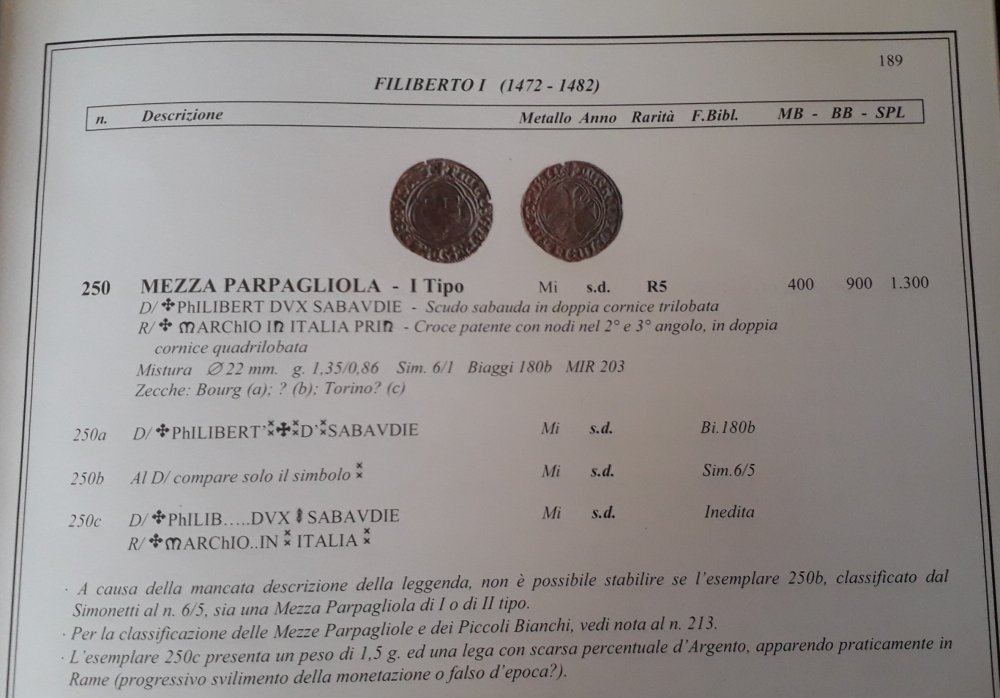 189
FILIBERTO I (1472 - 1482)
n. Descrizione Metallo Anno Rarità F.Bibl. MB - BB - SPL
250 MEZZA PARPAGLIOLA - I Tipo Mi s.d. R5 400 900 1.300
D/ ✤PhILIBERT DVX SABAVDIE - Scudo sabauda in doppia cornice trilobata
R/ ✤ MARChIO IN ITALIA PRIN - Croce patente con nodi nel 2° e 3° angolo, in doppia
cornice quadrilobata
Mistura ∅ 22 mm. g. 1,35/0,86 Sim. 6/1 Biaggi 180b MIR 203
Zecche: Bourg (a); ? (b); Torino? (c)
250a D/ ✤PhILIBERT'⁑✠⁑D'⁑SABAVDIE Mi s.d. Bi.180b
250b Al D/ compare solo il simbolo ⁑ Mi s.d. Sim.6/5
250c D/ ✤PhILIB.....DVX SABAVDIE Mi s.d. Inedita
R/ ✤MARChIO..IN ⁑ ITALIA ⁑
· A causa della mancata descrizione della leggenda, non è possibile stabilire se l'esemplare 250b, classificato dal
Simonetti al n. 6/5, sia una Mezza Parpagliola di I o di II tipo.
· Per la classificazione delle Mezze Parpagliole e dei Piccoli Bianchi, vedi nota al n. 213.
· L'esemplare 250c presenta un peso di 1,5 g. ed una lega con scarsa percentuale d'Argento, apparendo praticamente in
Rame (progressivo svilimento della monetazione o falso d'epoca?).